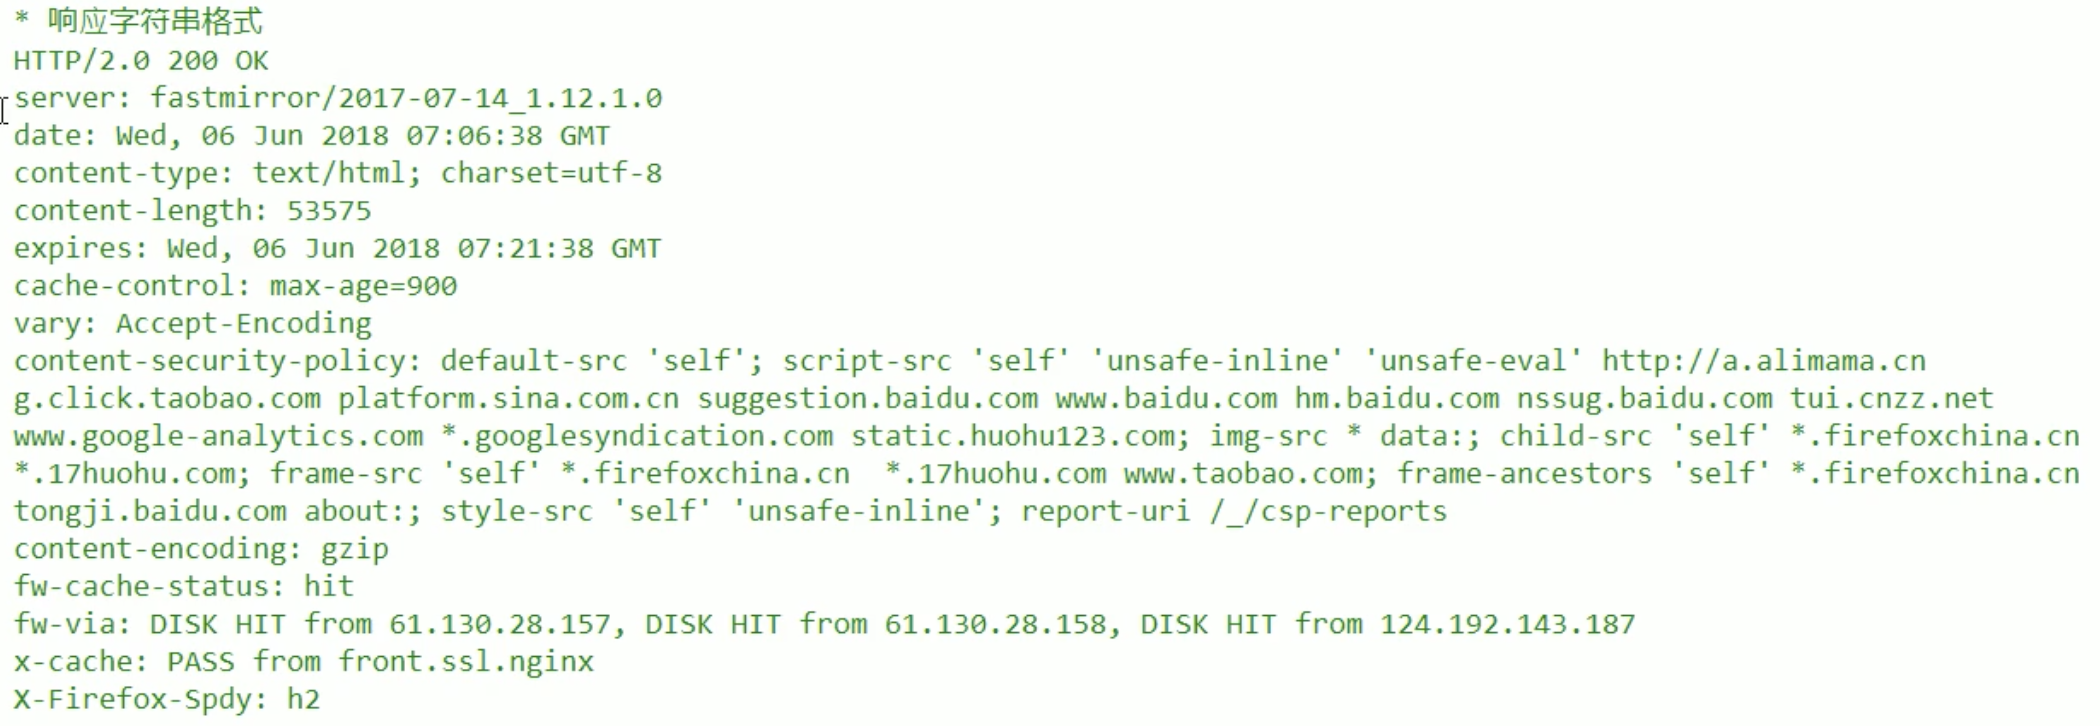 * 响应字符串格式
HTTP/2.0 200 OK
server: fastmirror/2017-07-14_1.12.1.0
date: Wed, 06 Jun 2018 07:06:38 GMT
content-type: text/html; charset=utf-8
content-length: 53575
expires: Wed, 06 Jun 2018 07:21:38 GMT
cache-control: max-age=900
vary: Accept-Encoding
content-security-policy: default-src 'self'; script-src 'self' 'unsafe-inline' 'unsafe-eval' http://a.alimama.cn
g.click.taobao.com platform.sina.com.cn suggestion.baidu.com www.baidu.com hm.baidu.com nssug.baidu.com tui.cnzz.net
www.google-analytics.com *.googlesyndication.com static.huohu123.com; img-src * data:; child-src 'self' *.firefoxchina.cn
*.17huohu.com; frame-src 'self' *.firefoxchina.cn  *.17huohu.com www.taobao.com; frame-ancestors 'self' *.firefoxchina.cn
tongji.baidu.com about:; style-src 'self' 'unsafe-inline'; report-uri /_/csp-reports
content-encoding: gzip
fw-cache-status: hit
fw-via: DISK HIT from 61.130.28.157, DISK HIT from 61.130.28.158, DISK HIT from 124.192.143.187
x-cache: PASS from front.ssl.nginx
X-Firefox-Spdy: h2